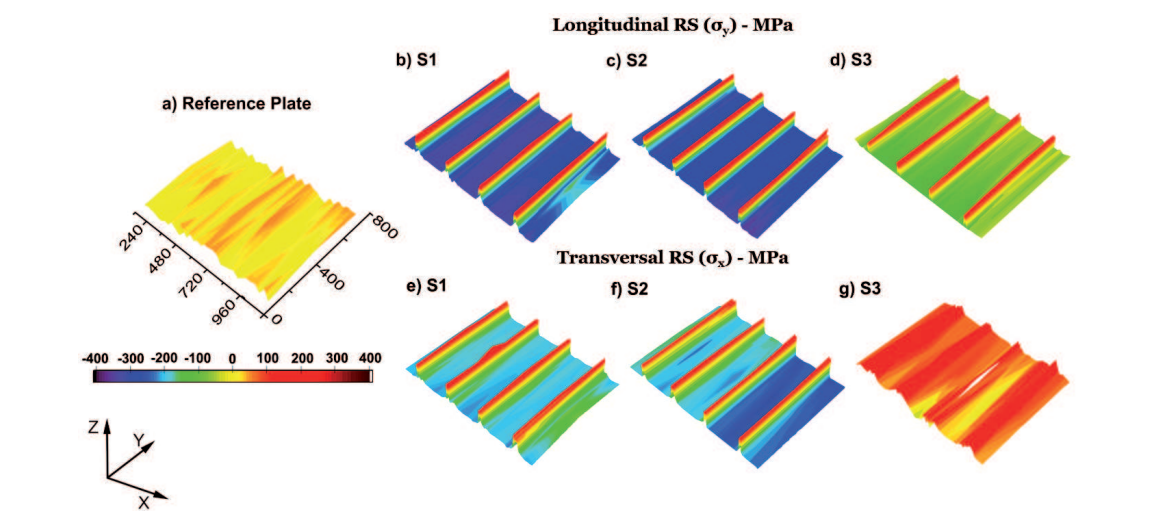 Longitudinal RS (σy) - MPa
b) S1
c) S2
d) S3
a) Reference Plate
240
480
720
960
0
400
800
Transversal RS (σx) - MPa
e) S1
f) S2
g) S3
-400 -300 -200 -100 0 100 200 300 400
Z
Y
X